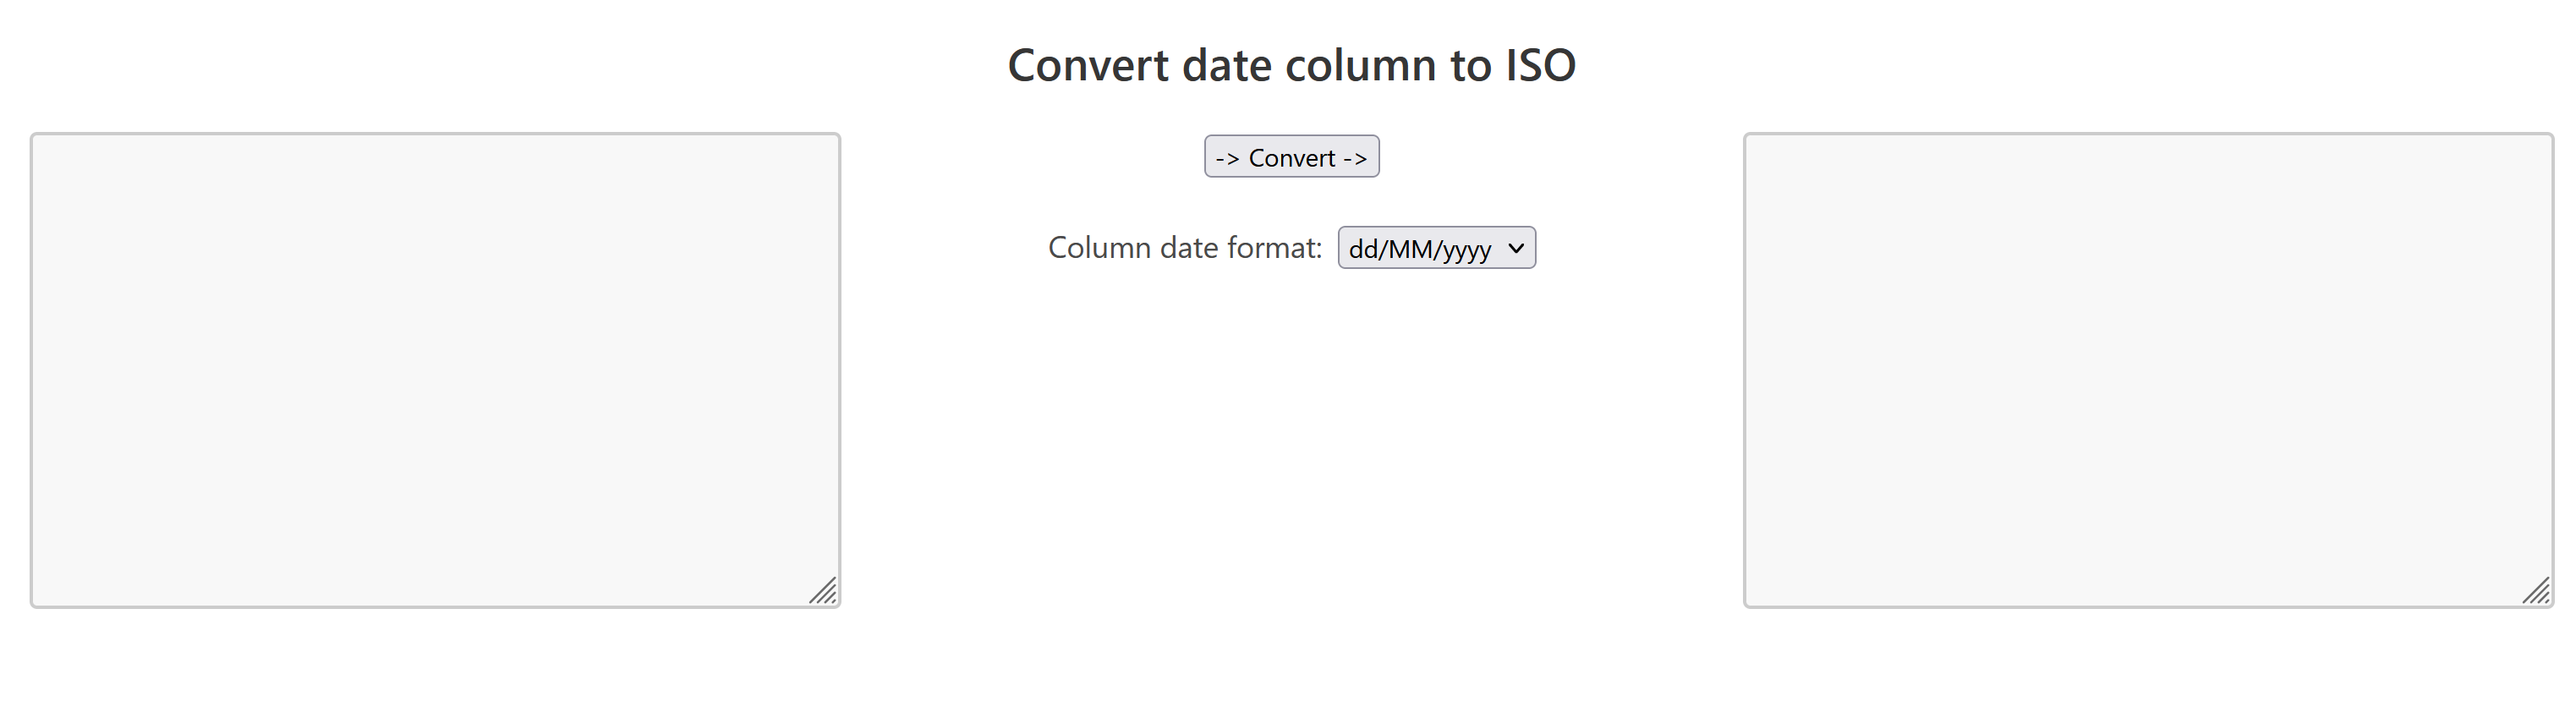 Convert date column to ISO
-> Convert ->
Column date format: dd/MM/yyyy